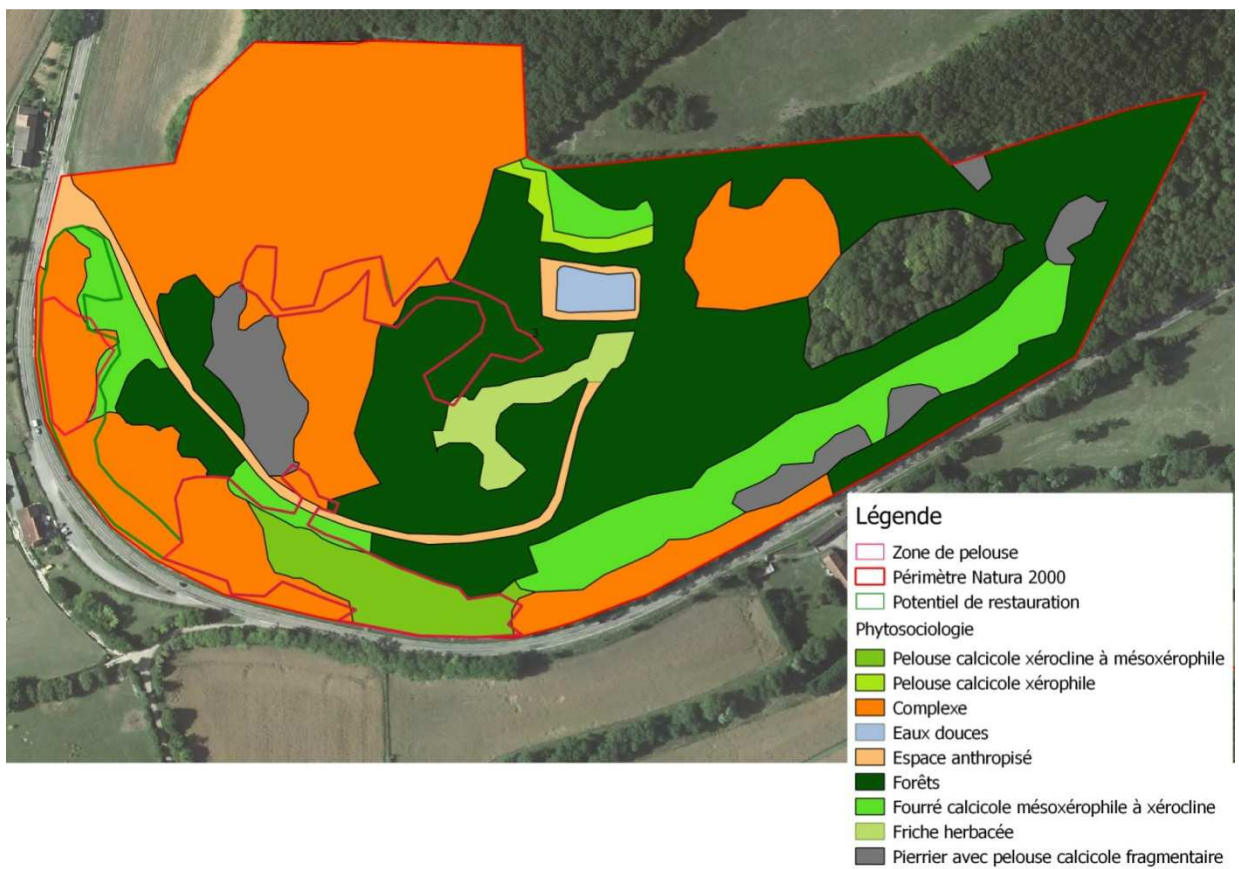 3
Légende
Zone de pelouse
Périmètre Natura 2000
Potentiel de restauration
Phytosociologie
Pelouse calcicole xérocline à mésoxérophile
Pelouse calcicole xérophile
Complexe
Eaux douces
Espace anthropisé
Forêts
Fourré calcicole mésoxérophile à xérocline
Friche herbacée
Pierrier avec pelouse calcicole fragmentaire